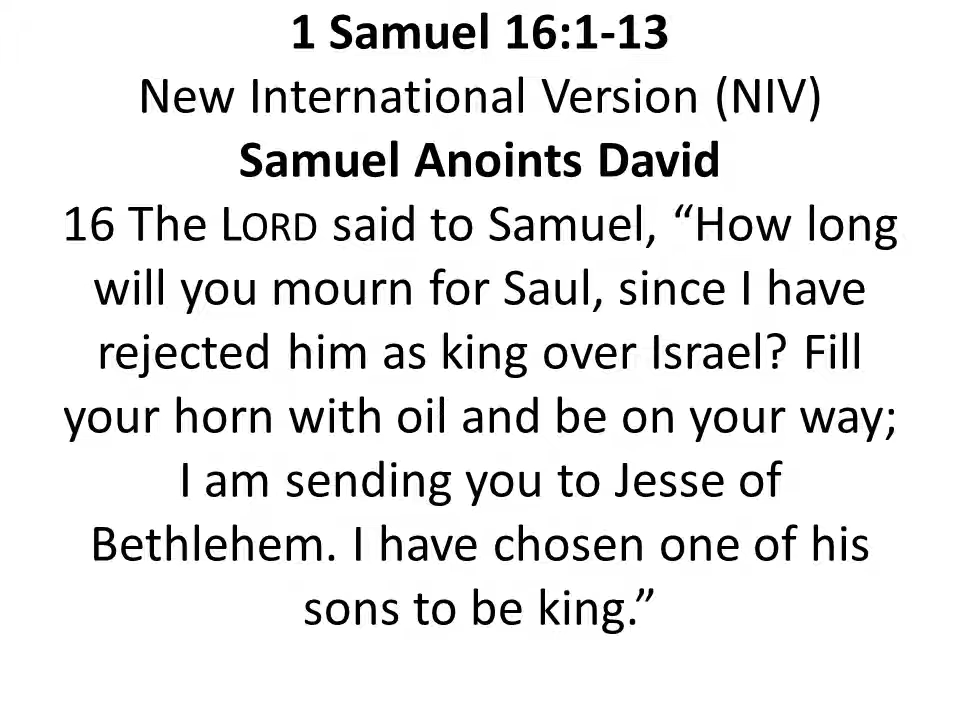 1 Samuel 16:1-13
New International Version (NIV)
Samuel Anoints David
16 The LORD said to Samuel, “How long
will you mourn for Saul, since I have
rejected him as king over Israel? Fill
your horn with oil and be on your way;
I am sending you to Jesse of
Bethlehem. I have chosen one of his
sons to be king.”